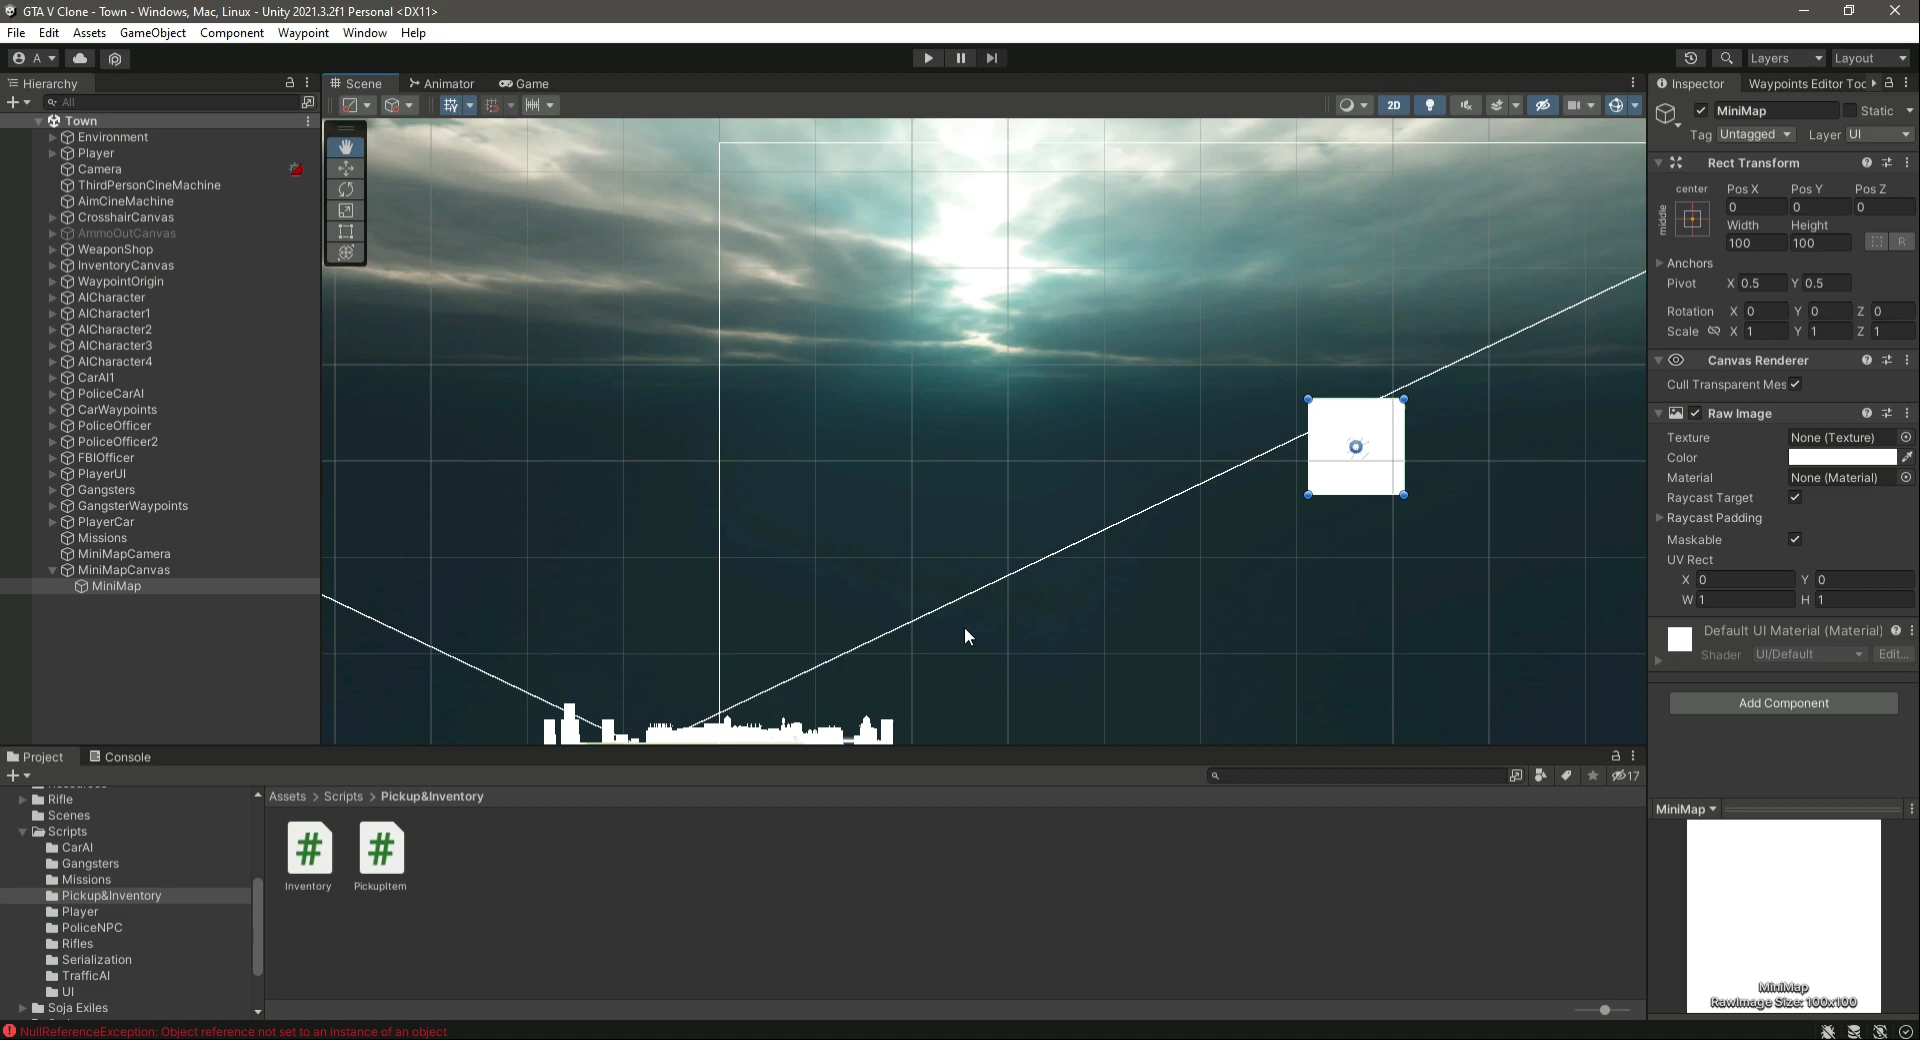 GTA V Clone - Town - Windows, Mac, Linux - Unity 2021.3.2f1 Personal <DX11>
File Edit Assets GameObject Component Waypoint Window Help
A Layers Layout
Hierarchy
All
Town
Environment
Player
Camera
ThirdPersonCineMachine
AimCineMachine
CrosshairCanvas
AmmoOutCanvas
WeaponShop
InventoryCanvas
WaypointOrigin
AICharacter
AICharacter1
AICharacter2
AICharacter3
AICharacter4
CarAI1
PoliceCarAI
CarWaypoints
PoliceOfficer
PoliceOfficer2
FBIOfficer
PlayerUI
Gangsters
GangsterWaypoints
PlayerCar
Missions
MiniMapCamera
MiniMapCanvas
MiniMap
Scene Animator Game
2D
Inspector Waypoints Editor Too
MiniMap Static
Tag Untagged Layer UI
Rect Transform
center Pos X Pos Y Pos Z
middle 0 0 0
Width Height
100 100 R
Anchors
Pivot X 0.5 Y 0.5
Rotation X 0 Y 0 Z 0
Scale X 1 Y 1 Z 1
Canvas Renderer
Cull Transparent Mes
Raw Image
Texture None (Texture)
Color
Material None (Material)
Raycast Target
Raycast Padding
Maskable
UV Rect
X 0 Y 0
W 1 H 1
Default UI Material (Material)
Shader UI/Default Edit...
Add Component
MiniMap
MiniMap
RawImage Size: 100x100
Project Console
17
Rifle
Scenes
Scripts
CarAI
Gangsters
Missions
Pickup&Inventory
Player
PoliceNPC
Rifles
Serialization
TrafficAI
UI
Soja Exiles
Assets > Scripts > Pickup&Inventory
Inventory PickupItem
NullReferenceException: Object reference not set to an instance of an object